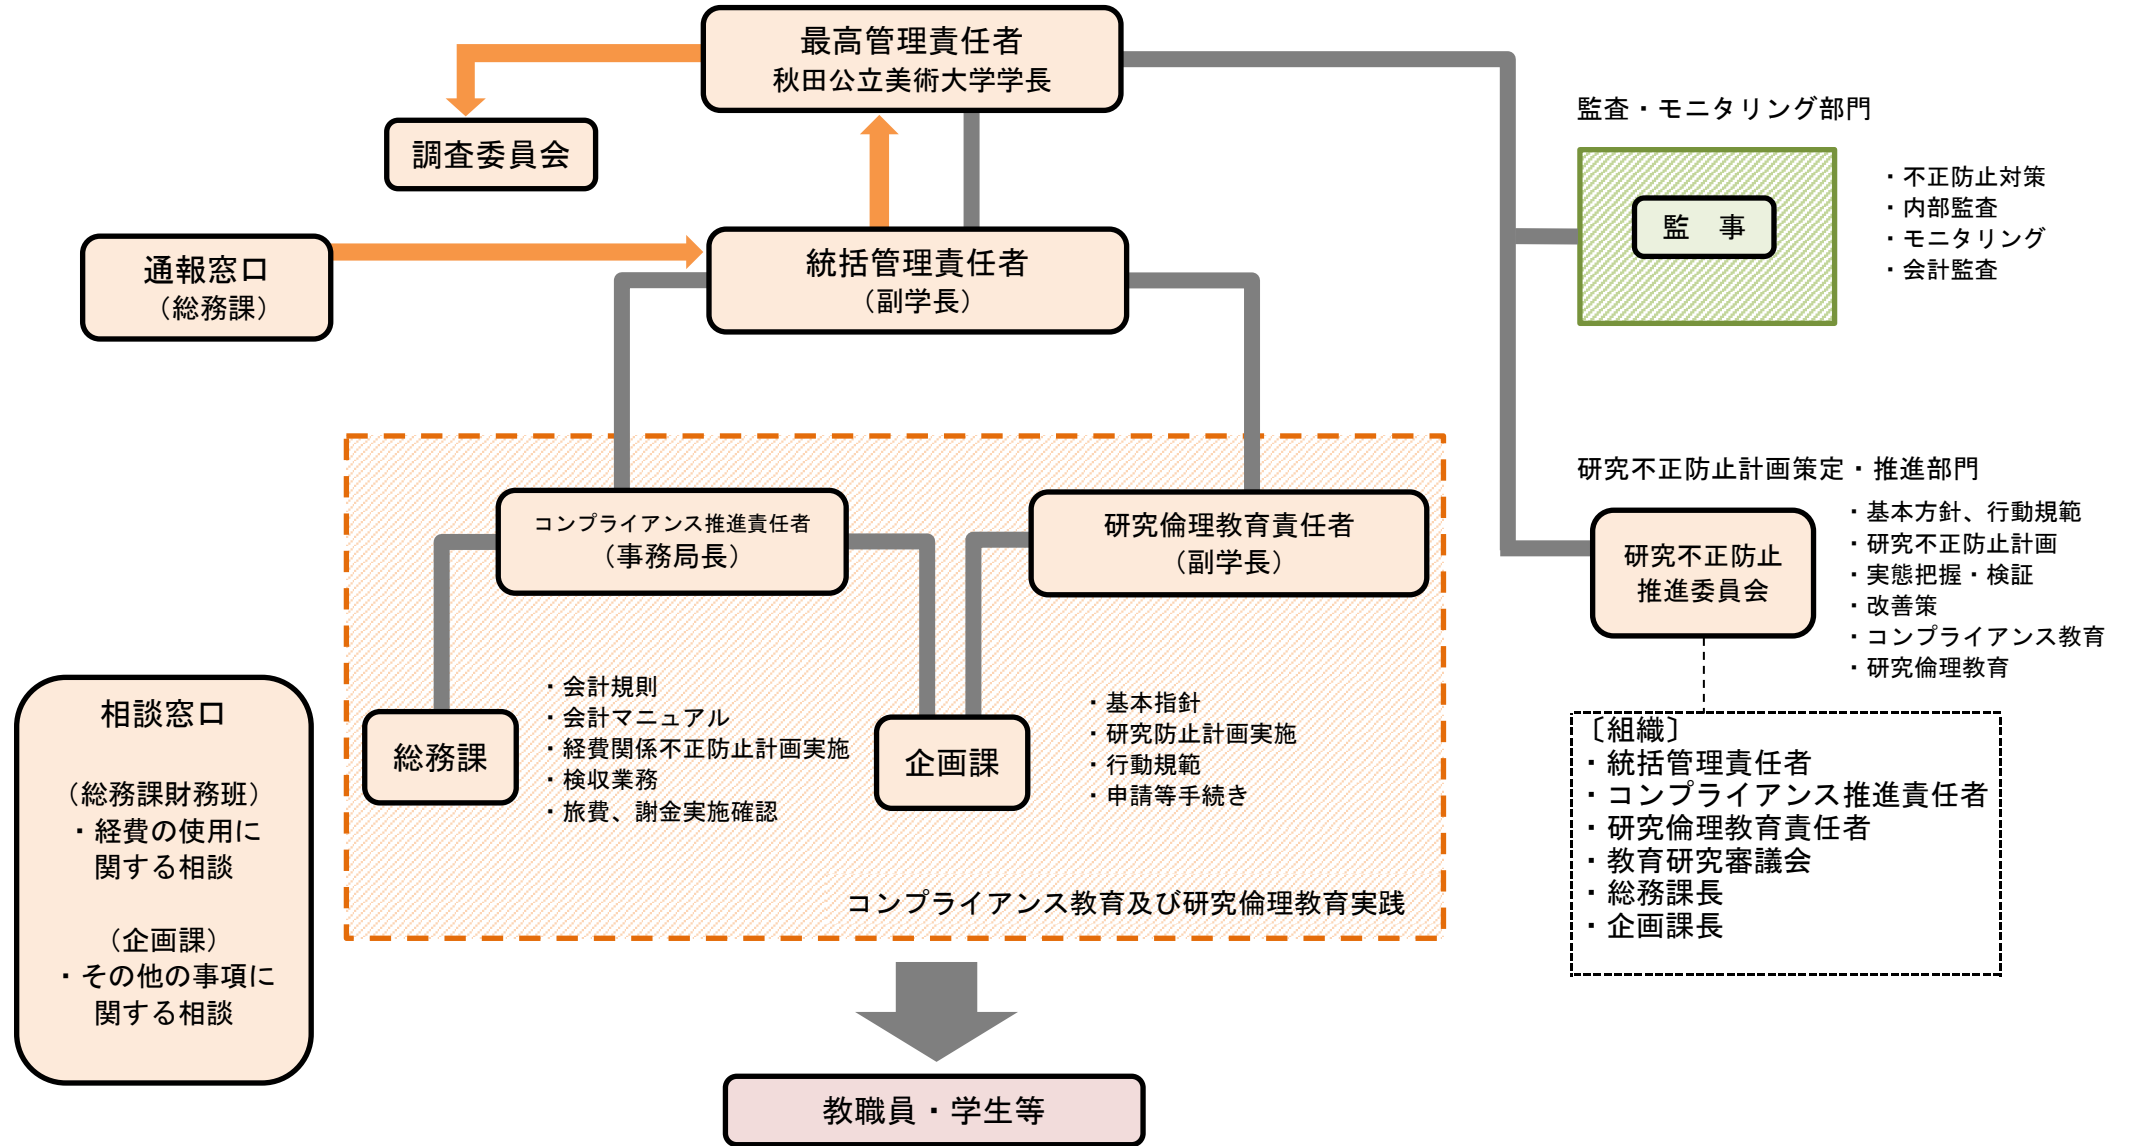 最高管理責任者
秋田公立美術大学学長
調査委員会
通報窓口
（総務課）
統括管理責任者
（副学長）
監査・モニタリング部門
監　事
・不正防止対策
・内部監査
・モニタリング
・会計監査
コンプライアンス推進責任者
（事務局長）
研究倫理教育責任者
（副学長）
研究不正防止計画策定・推進部門
研究不正防止
推進委員会
・基本方針、行動規範
・研究不正防止計画
・実態把握・検証
・改善策
・コンプライアンス教育
・研究倫理教育
総務課
・会計規則
・会計マニュアル
・経費関係不正防止計画実施
・検収業務
・旅費、謝金実施確認
企画課
・基本指針
・研究防止計画実施
・行動規範
・申請等手続き
コンプライアンス教育及び研究倫理教育実践
〔組織〕
・統括管理責任者
・コンプライアンス推進責任者
・研究倫理教育責任者
・教育研究審議会
・総務課長
・企画課長
相談窓口
（総務課財務班）
・経費の使用に
関する相談
（企画課）
・その他の事項に
関する相談
教職員・学生等